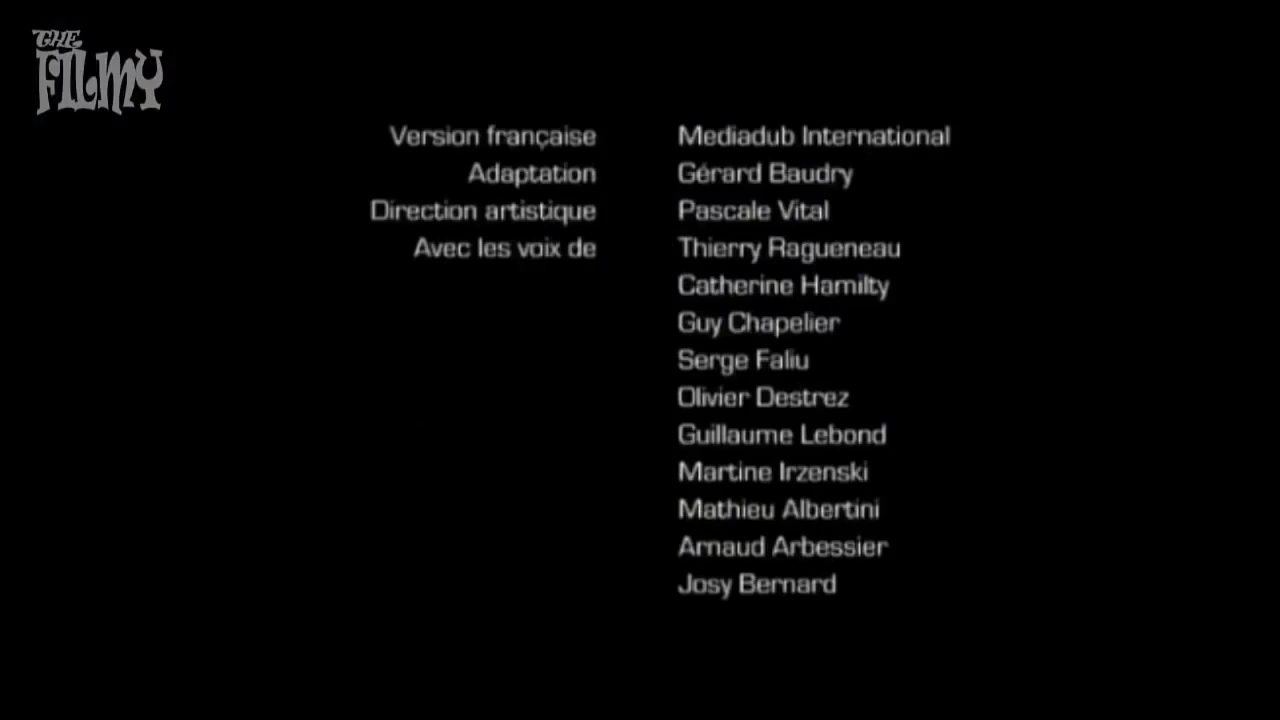 THE
FILMY
Version française Mediadub International
Adaptation Gérard Baudry
Direction artistique Pascale Vital
Avec les voix de Thierry Ragueneau
Catherine Hamilty
Guy Chapelier
Serge Faliu
Olivier Destrez
Guillaume Lebond
Martine Irzenski
Mathieu Albertini
Arnaud Arbessier
Josy Bernard